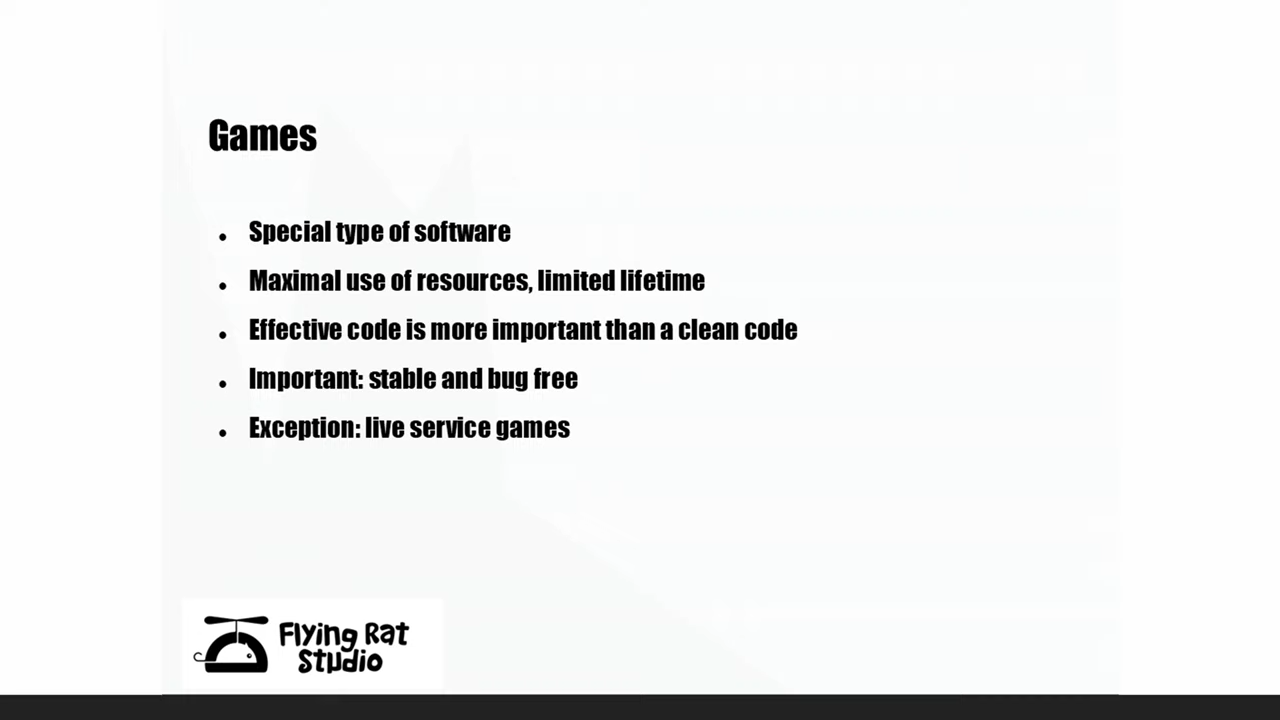 Games
• Special type of software
• Maximal use of resources, limited lifetime
• Effective code is more important than a clean code
• Important: stable and bug free
• Exception: live service games
Flying Rat
Studio